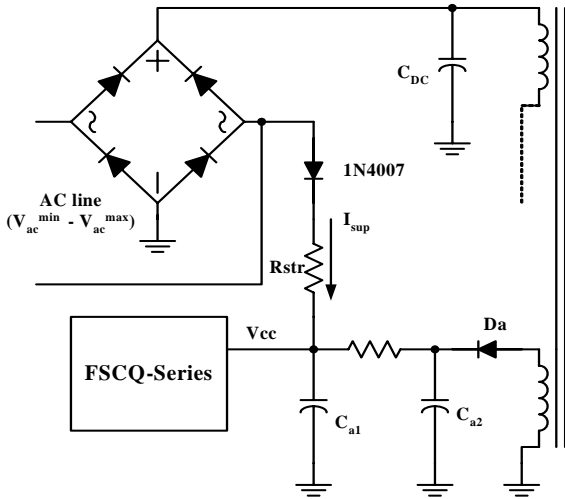 C_DC
1N4007
AC line
(V_ac^min - V_ac^max)
I_sup
Rstr
Vcc
Da
FSCQ-Series
C_a1
C_a2